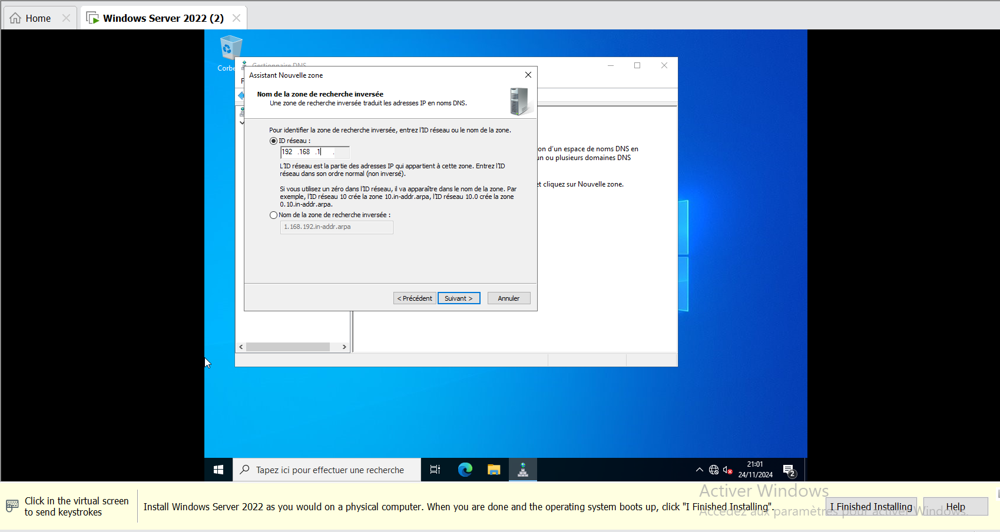 Home
Windows Server 2022 (2)
Gestionnaire DNS
Assistant Nouvelle zone
Nom de la zone de recherche inversée
Une zone de recherche inversée traduit les adresses IP en noms DNS.
Pour identifier la zone de recherche inversée, entrez l'ID réseau ou le nom de la zone.
ID réseau :
192 .168 .1 .
L'ID réseau est la partie des adresses IP qui appartient à cette zone. Entrez l'ID
réseau dans son ordre normal (non inversé).
Si vous utilisez un zéro dans l'ID réseau, il va apparaître dans le nom de la zone. Par
exemple, l'ID réseau 10 crée la zone 10.in-addr.arpa, l'ID réseau 10.0 crée la zone
0.10.in-addr.arpa.
Nom de la zone de recherche inversée :
1.168.192.in-addr.arpa
< Précédent
Suivant >
Annuler
d'un espace de noms DNS en
ou plusieurs domaines DNS
et cliquez sur Nouvelle zone.
Tapez ici pour effectuer une recherche
21:01
24/11/2024
2
Click in the virtual screen
to send keystrokes
Install Windows Server 2022 as you would on a physical computer. When you are done and the operating system boots up, click "I Finished Installing".
I Finished Installing
Help
Activer Windows
Accédez aux paramètres pour activer Windows.